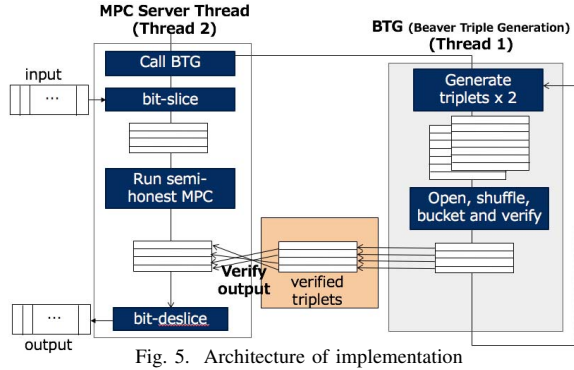 MPC Server Thread
(Thread 2)
BTG (Beaver Triple Generation)
(Thread 1)
Call BTG
input
...
bit-slice
Generate
triplets x 2
Run semi-
honest MPC
Open, shuffle,
bucket and verify
Verify
output
verified
triplets
...
bit-deslice
output
Fig. 5. Architecture of implementation